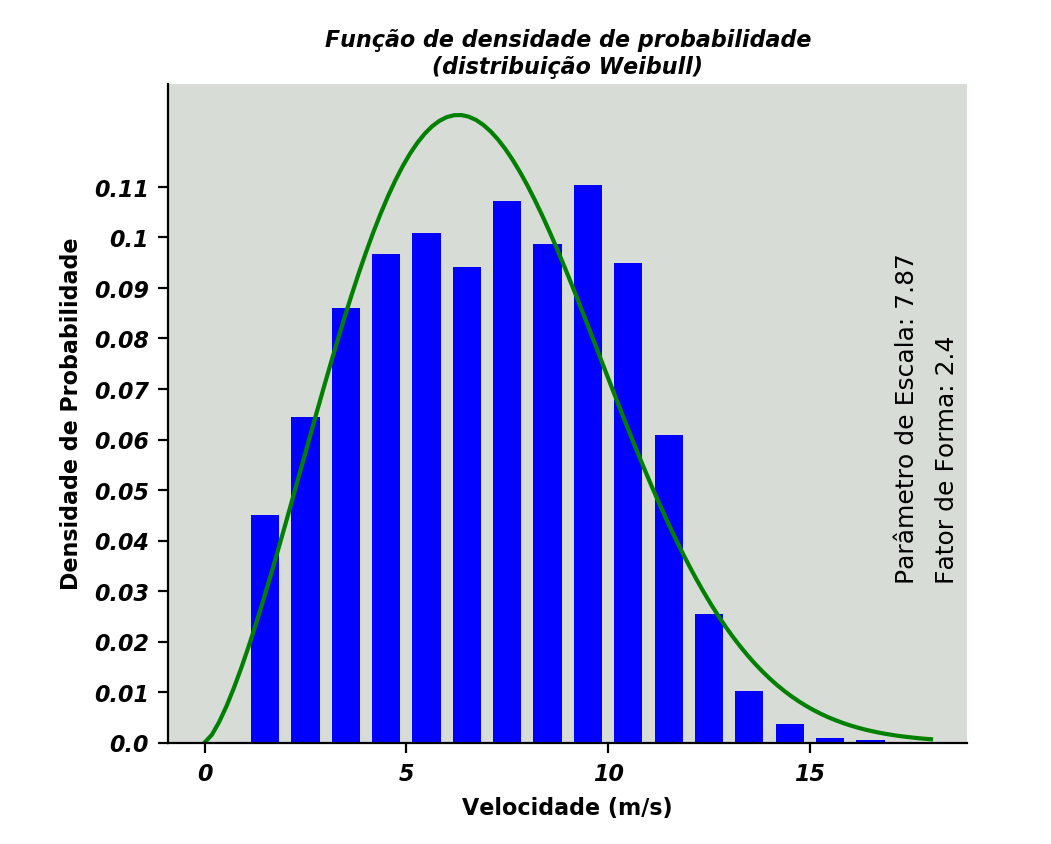 Função de densidade de probabilidade
(distribuição Weibull)
Densidade de Probabilidade
0.11
0.1
0.09
0.08
0.07
0.06
0.05
0.04
0.03
0.02
0.01
0.0
0
5
10
15
Velocidade (m/s)
Parâmetro de Escala: 7.87
Fator de Forma: 2.4